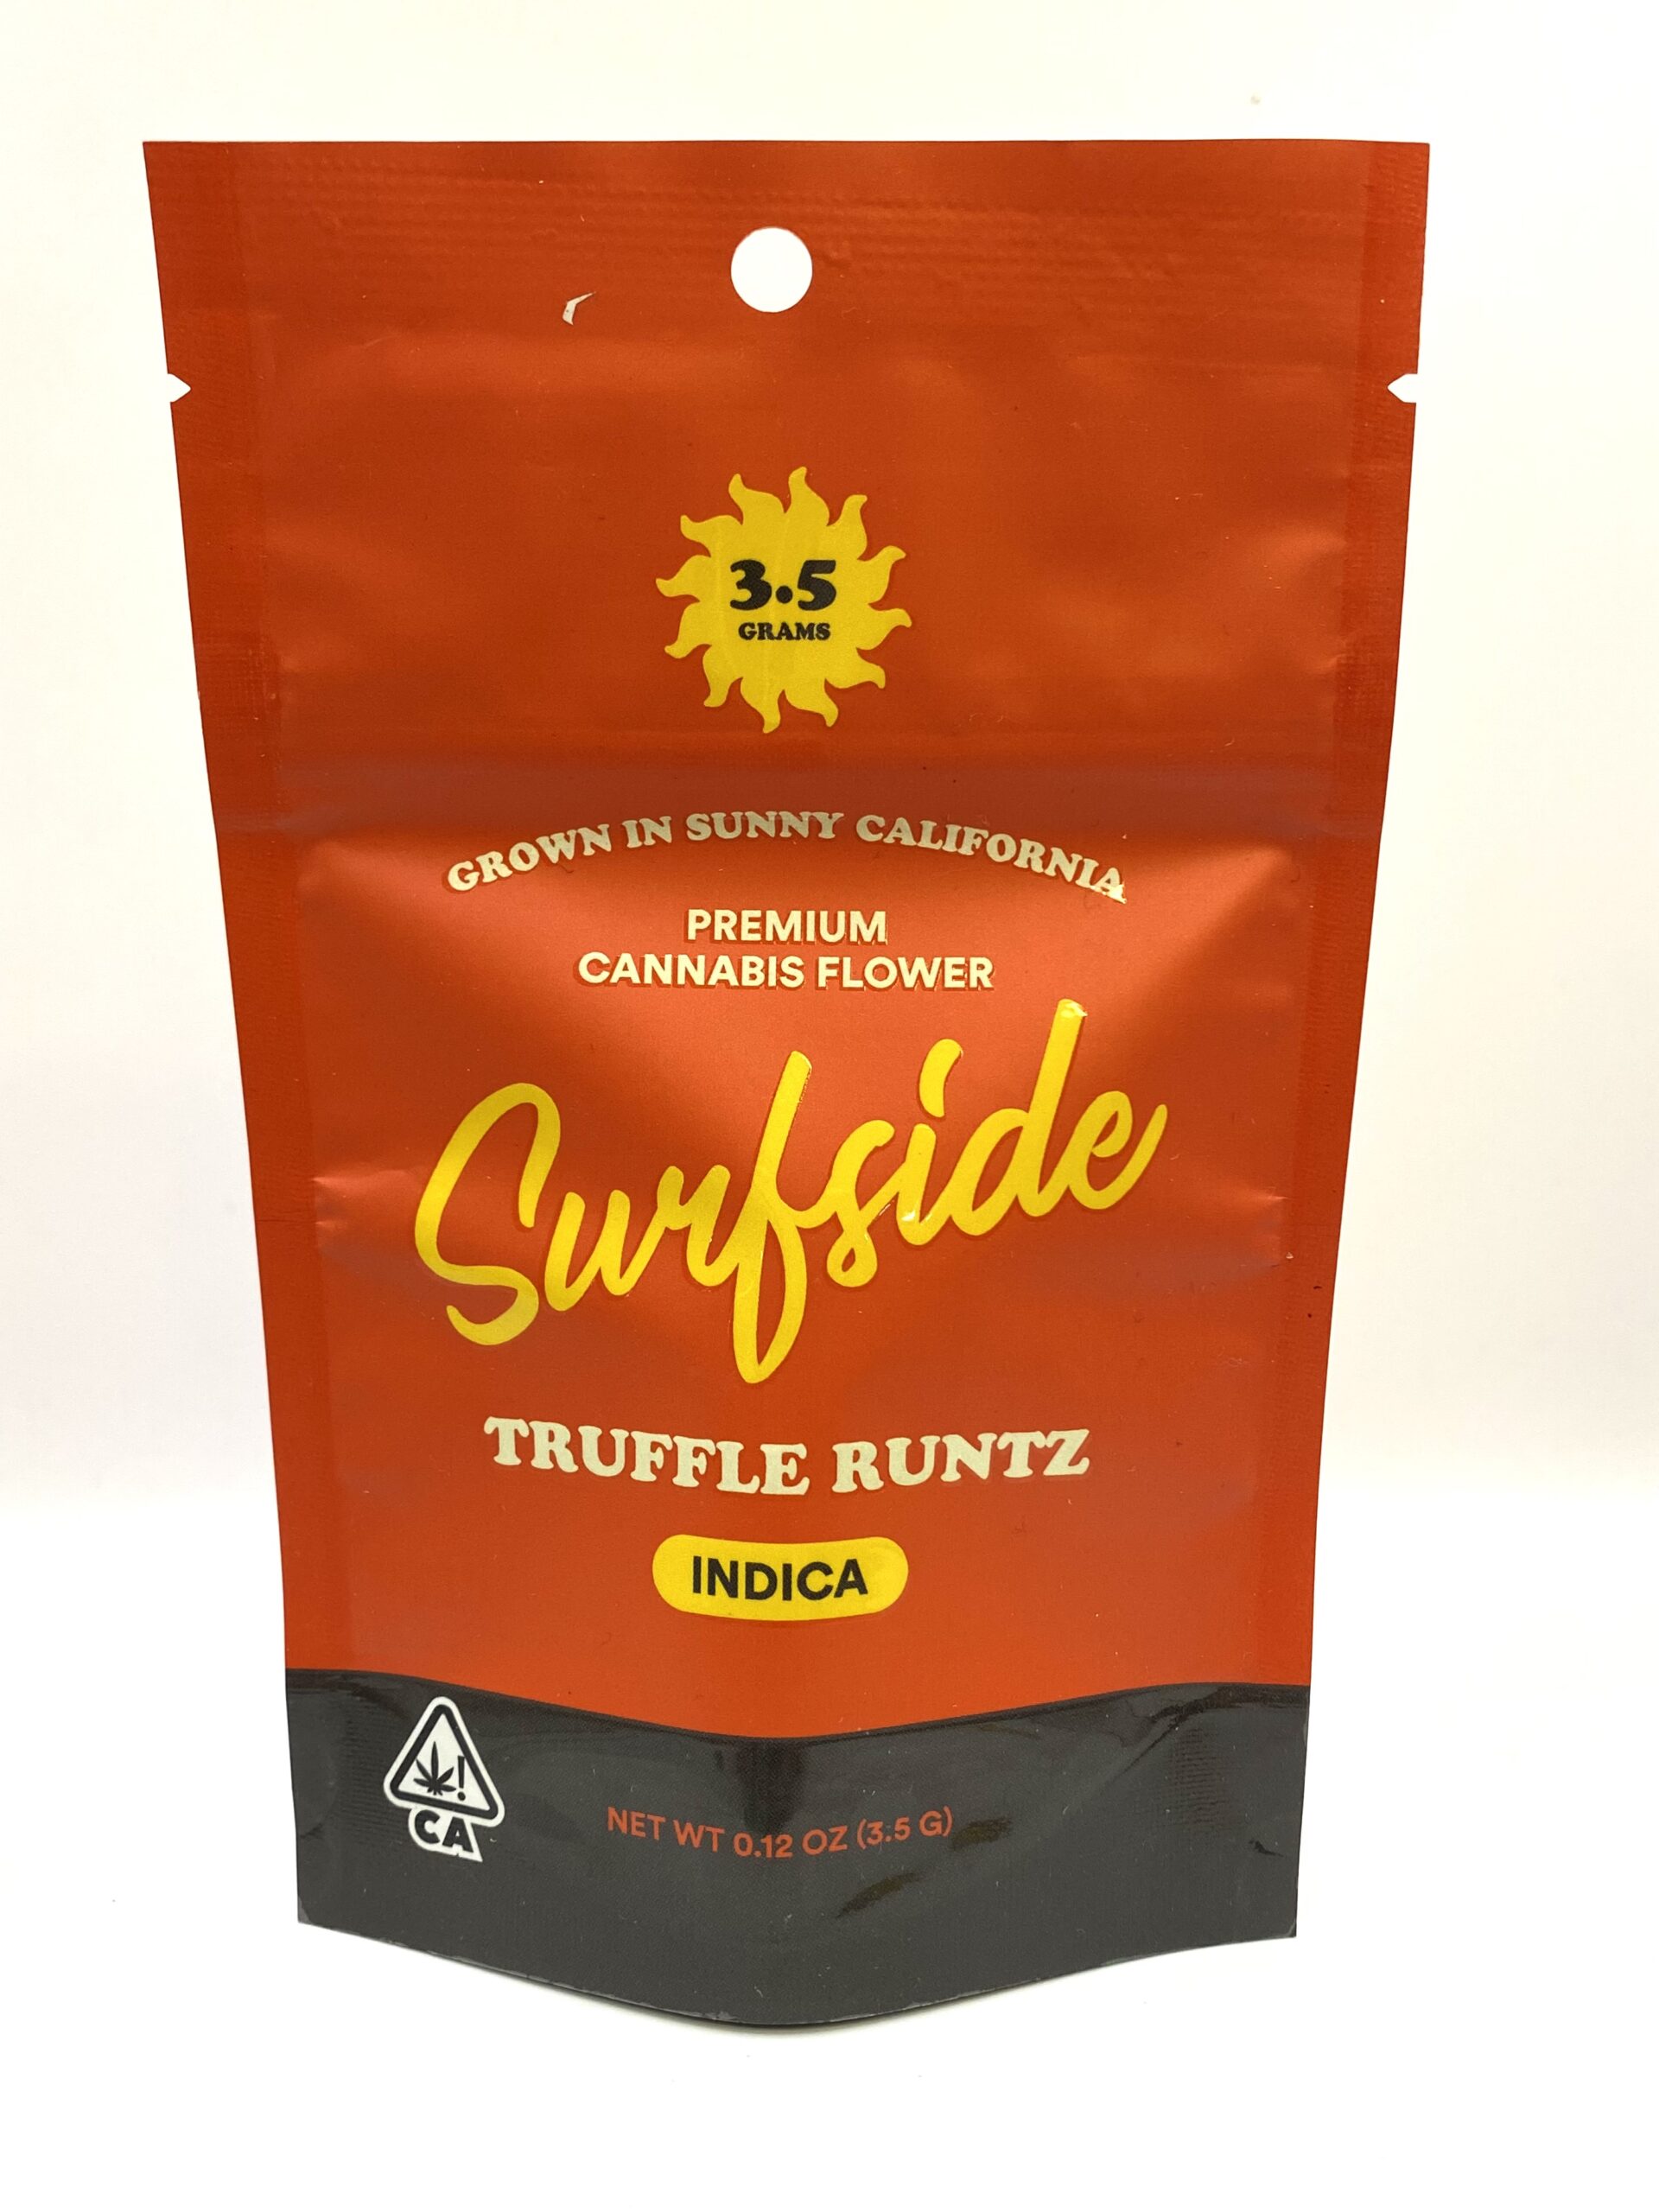 3.5
GRAMS
GROWN IN SUNNY CALIFORNIA
PREMIUM
CANNABIS FLOWER
Surfside
TRUFFLE RUNTZ
INDICA
!
CA
NET WT 0.12 OZ (3.5 G)